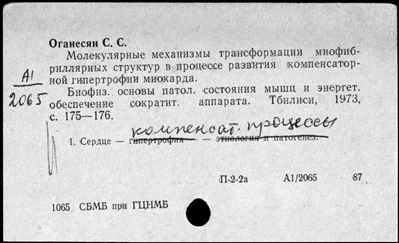 Оганесян С. С.
Молекулярные механизмы трансформации миофиб-
риллярных структур в процессе развития компенсатор-
ной гипертрофии миокарда.
А1
2065
Биофиз. основы патол. состояния мышц и энергет.
обеспечение сократит. аппарата. Тбилиси, 1973,
с. 175—176.
компенсат. процессы
1. Сердце — гипертрофия — этиология и патогенез.
П-2-2а А1/2065 87
1065 СБМБ при ГЦНМБ